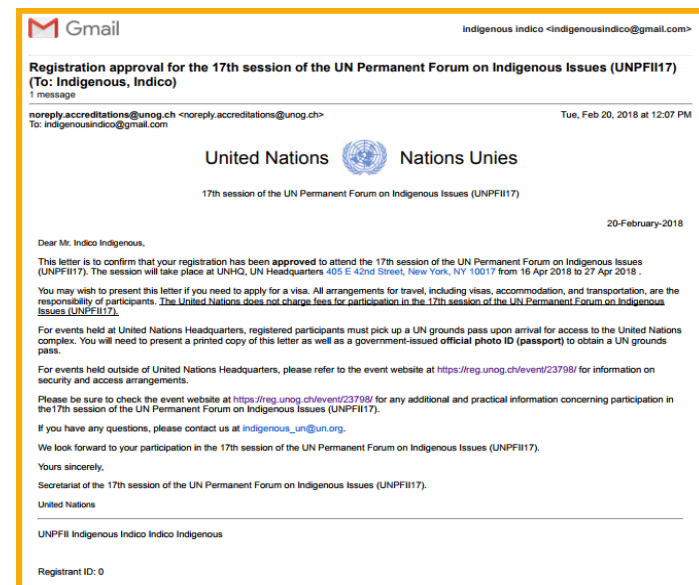 Gmail
indigenous indico <indigenousindico@gmail.com>
Registration approval for the 17th session of the UN Permanent Forum on Indigenous Issues (UNPFII17)
(To: Indigenous, Indico)
1 message
noreply.accreditations@unog.ch <noreply.accreditations@unog.ch>
Tue, Feb 20, 2018 at 12:07 PM
To: indigenousindico@gmail.com
United Nations Nations Unies
17th session of the UN Permanent Forum on Indigenous Issues (UNPFII17)
20-February-2018
Dear Mr. Indico Indigenous,
This letter is to confirm that your registration has been approved to attend the 17th session of the UN Permanent Forum on Indigenous Issues
(UNPFII17). The session will take place at UNHQ, UN Headquarters 405 E 42nd Street, New York, NY 10017 from 16 Apr 2018 to 27 Apr 2018 .
You may wish to present this letter if you need to apply for a visa. All arrangements for travel, including visas, accommodation, and transportation, are the
responsibility of participants. The United Nations does not charge fees for participation in the 17th session of the UN Permanent Forum on Indigenous
Issues (UNPFII17).
For events held at United Nations Headquarters, registered participants must pick up a UN grounds pass upon arrival for access to the United Nations
complex. You will need to present a printed copy of this letter as well as a government-issued official photo ID (passport) to obtain a UN grounds
pass.
For events held outside of United Nations Headquarters, please refer to the event website at https://reg.unog.ch/event/23798/ for information on
security and access arrangements.
Please be sure to check the event website at https://reg.unog.ch/event/23798/ for any additional and practical information concerning participation in
the17th session of the UN Permanent Forum on Indigenous Issues (UNPFII17).
If you have any questions, please contact us at indigenous_un@un.org.
We look forward to your participation in the 17th session of the UN Permanent Forum on Indigenous Issues (UNPFII17).
Yours sincerely,
Secretariat of the 17th session of the UN Permanent Forum on Indigenous Issues (UNPFII17).
United Nations
UNPFII Indigenous Indico Indico Indigenous
Registrant ID: 0